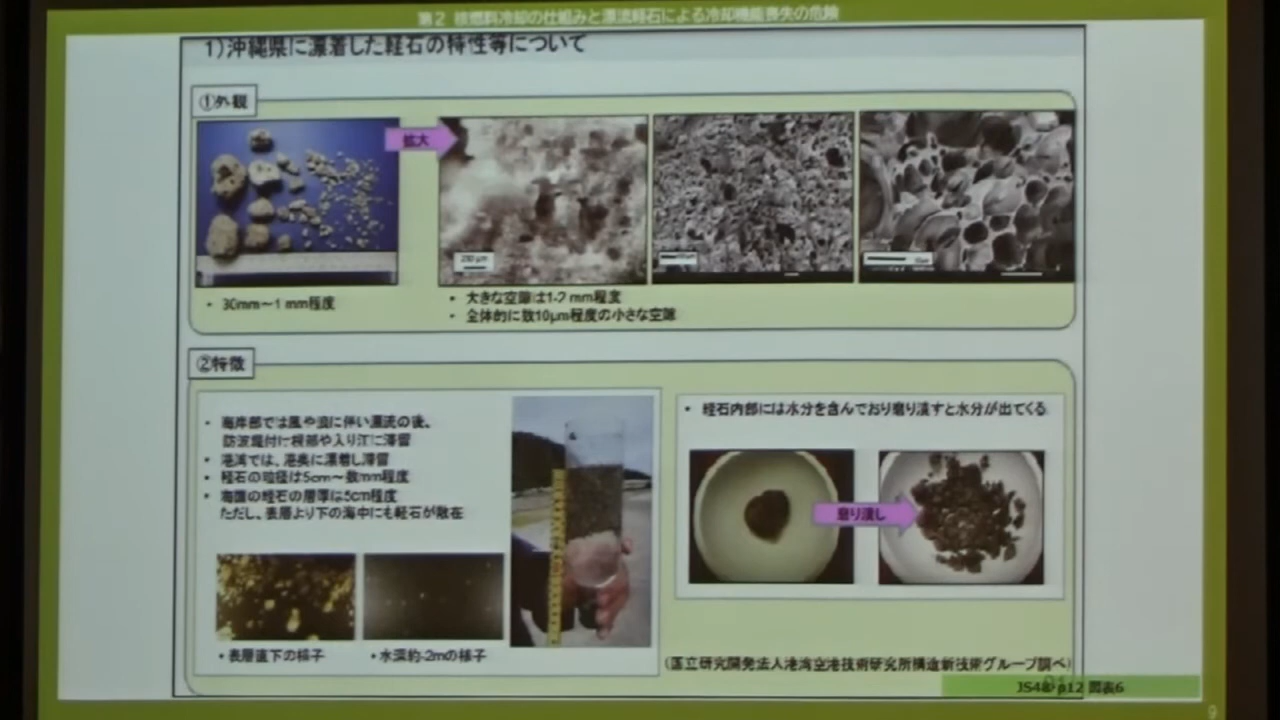 第2 核燃料冷却の仕組みと漂流軽石による冷却機能喪失の危険
1)沖縄県に漂着した軽石の特性等について
①外観
拡大
200 μm
・ 30mm～1 mm程度
・ 大きな空隙は1-2 mm程度
・ 全体的に数10μm程度の小さな空隙
②特徴
・ 海岸部では風や波に伴い漂流の後、
防波堤付け根部や入り江に滞留
・ 港湾では、港奥に漂着し滞留
・ 軽石の粒径は5cm～数mm程度
・ 海面の軽石の層厚は5cm程度
ただし、表層より下の海中にも軽石が散在
・表層直下の様子
・水深約-2mの様子
・ 軽石内部には水分を含んでおり磨り潰すと水分が出てくる
磨り潰し
(国立研究開発法人港湾空港技術研究所構造新技術グループ調べ)
JS48 p12 図表6
9